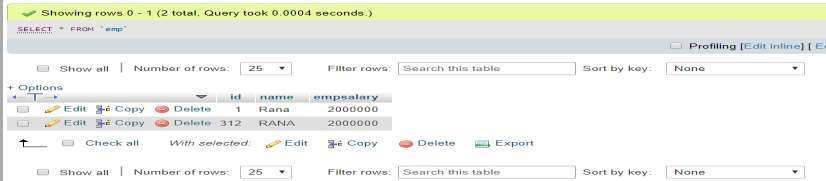 Showing rows 0 - 1 (2 total, Query took 0.0004 seconds.)
SELECT * FROM `emp`
Profiling [Edit inline] [ E
Show all Number of rows: 25 Filter rows: Search this table Sort by key: None
+ Options
id name empsalary
Edit Copy Delete 1 Rana 2000000
Edit Copy Delete 312 RANA 2000000
Check all With selected: Edit Copy Delete Export
Show all Number of rows: 25 Filter rows: Search this table Sort by key: None